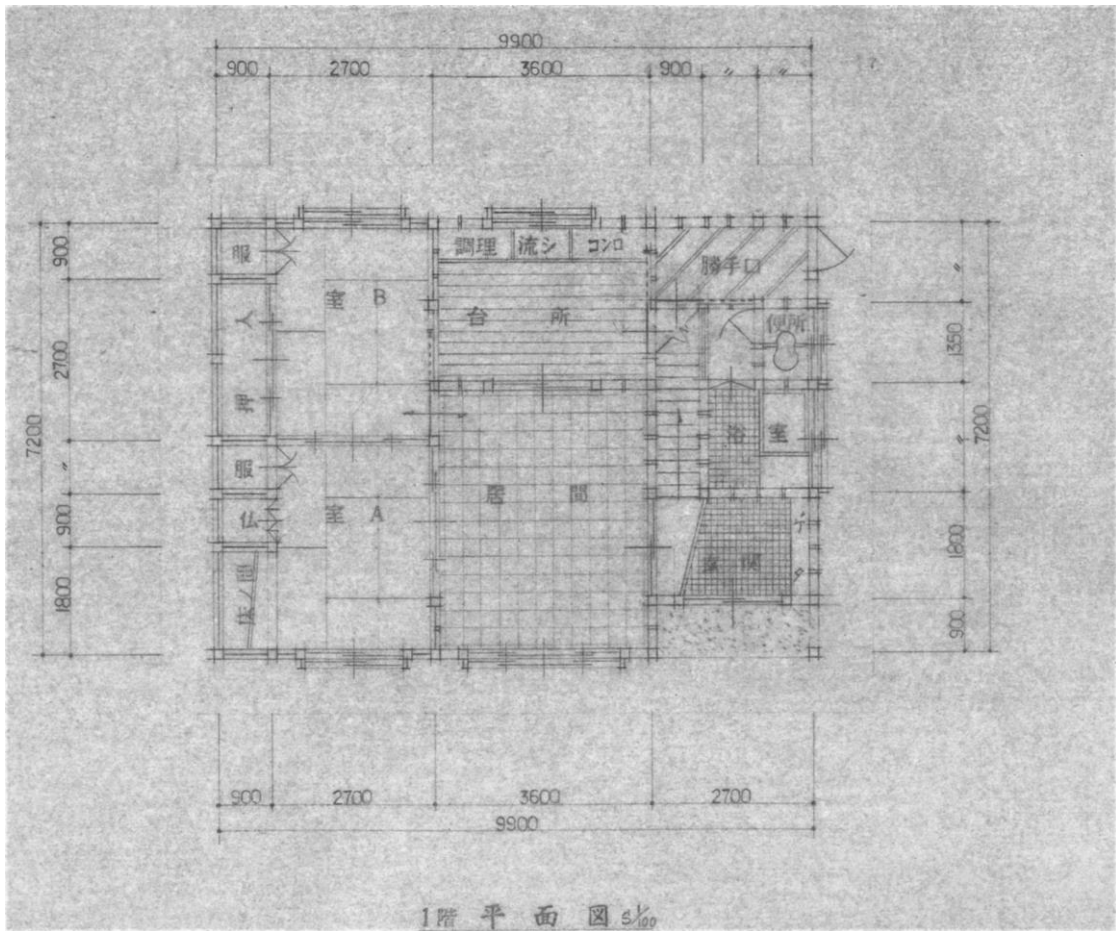 9900
900 2700 3600 900 〃 〃
7200
900
2700
〃
900
1800
〃
1350
〃
1800
900
7200
服
調理 流シ コンロ
勝手口
室 B
台 所
便所
押 入
浴 室
服
居 間
仏
室 A
玄 関
床ノ間
900 2700 3600 2700
9900
1階 平 面 図 S1/100